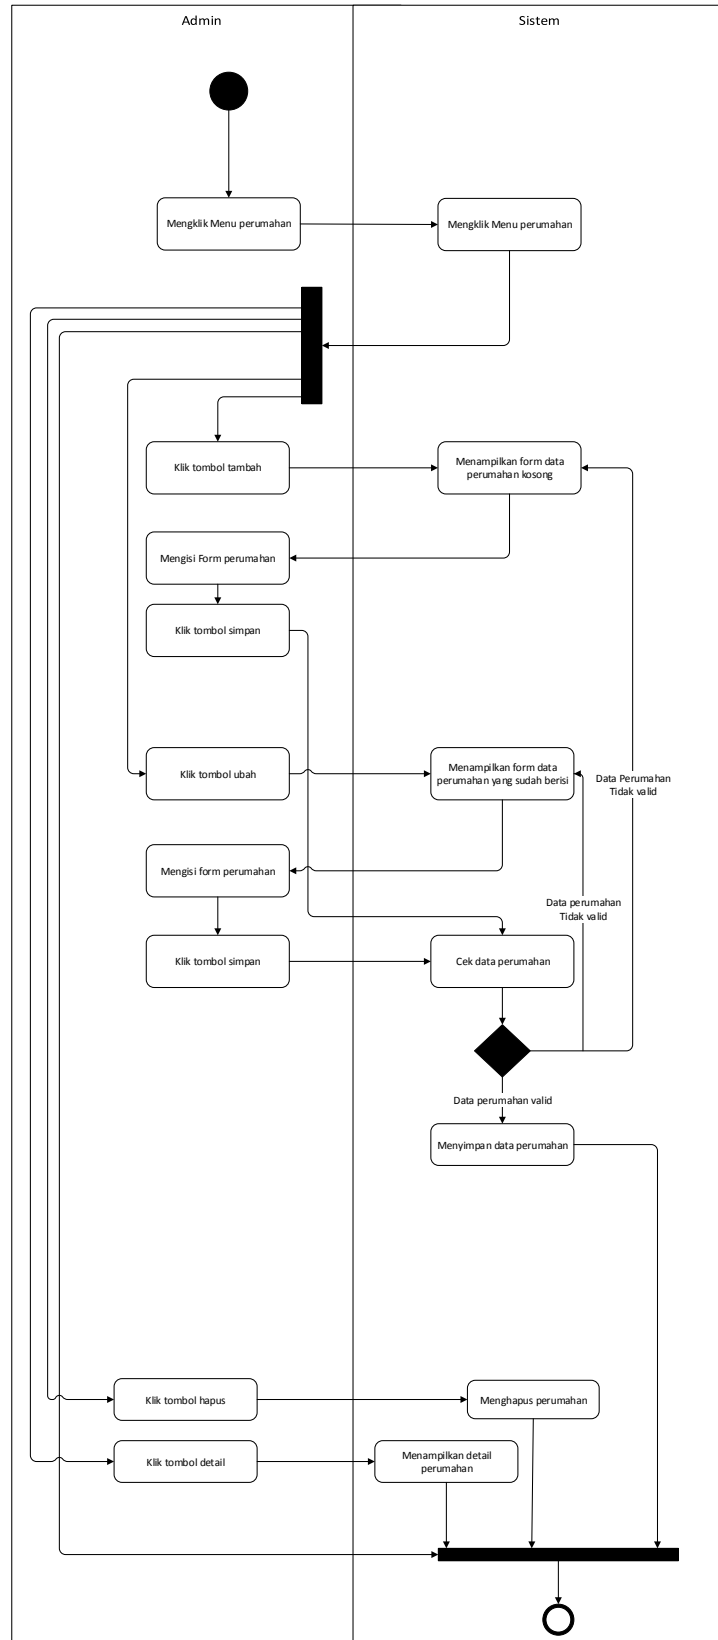 Admin
Sistem
Mengklik Menu perumahan
Mengklik Menu perumahan
Klik tombol tambah
Menampilkan form data
perumahan kosong
Mengisi Form perumahan
Klik tombol simpan
Klik tombol ubah
Menampilkan form data
perumahan yang sudah berisi
Data Perumahan
Tidak valid
Mengisi form perumahan
Data perumahan
Tidak valid
Klik tombol simpan
Cek data perumahan
Data perumahan valid
Menyimpan data perumahan
Klik tombol hapus
Menghapus perumahan
Klik tombol detail
Menampilkan detail
perumahan